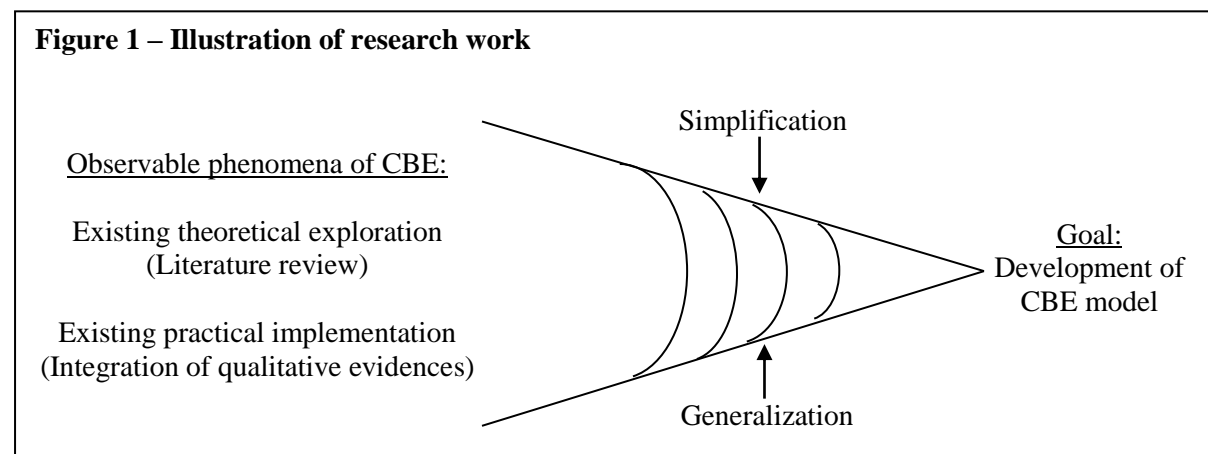 Figure 1 – Illustration of research work
Simplification
Observable phenomena of CBE:
Existing theoretical exploration
(Literature review)
Goal:
Development of
CBE model
Existing practical implementation
(Integration of qualitative evidences)
Generalization